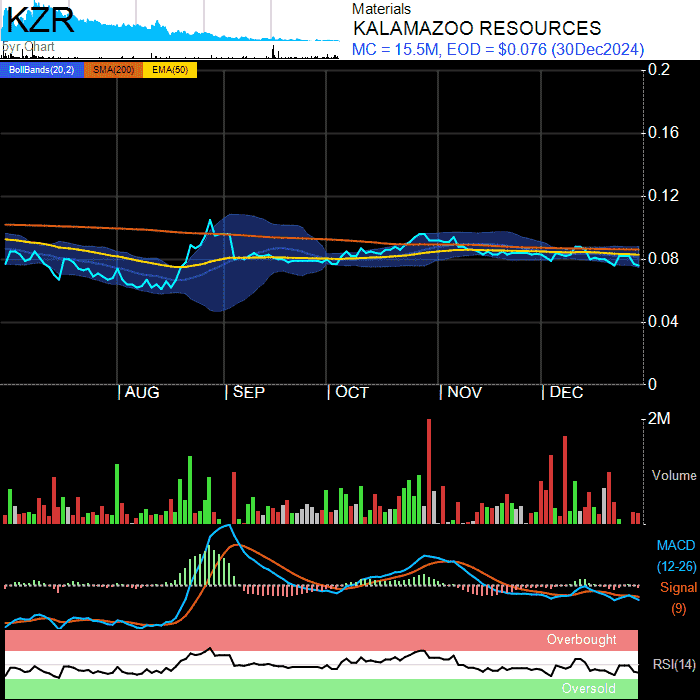 KZR
5yr Chart
Materials
KALAMAZOO RESOURCES
MC = 15.5M, EOD = $0.076 (30Dec2024)
BollBands(20,2) SMA(200) EMA(50)
0.2
0.16
0.12
0.08
0.04
0
AUG SEP OCT NOV DEC
2M
Volume
MACD
(12-26)
Signal
(9)
Overbought
RSI(14)
Oversold